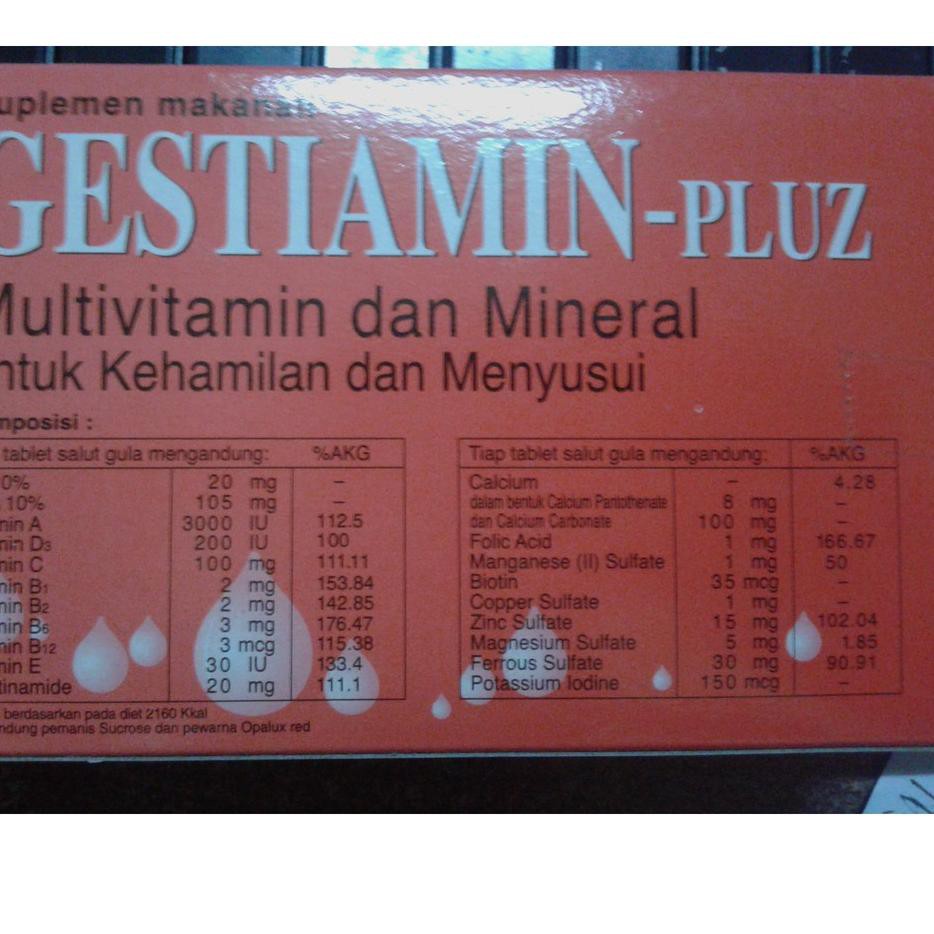 uplemen makanan
GESTIAMIN-PLUZ
Multivitamin dan Mineral
ntuk Kehamilan dan Menyusui
mposisi :
tablet salut gula mengandung: %AKG
0% 20 mg –
10% 105 mg –
min A 3000 IU 112.5
min D3 200 IU 100
min C 100 mg 111.11
min B1 2 mg 153.84
min B2 2 mg 142.85
min B6 3 mg 176.47
min B12 3 mcg 115.38
min E 30 IU 133.4
tinamide 20 mg 111.1
berdasarkan pada diet 2160 Kkal
ndung pemanis Sucrose dan pewarna Opalux red
Tiap tablet salut gula mengandung: %AKG
Calcium – 4.28
dalam bentuk Calcium Pantothenate 8 mg –
dan Calcium Carbonate 100 mg –
Folic Acid 1 mg 166.67
Manganese (II) Sulfate 1 mg 50
Biotin 35 mcg –
Copper Sulfate 1 mg –
Zinc Sulfate 15 mg 102.04
Magnesium Sulfate 5 mg 1.85
Ferrous Sulfate 30 mg 90.91
Potassium Iodine 150 mcg –